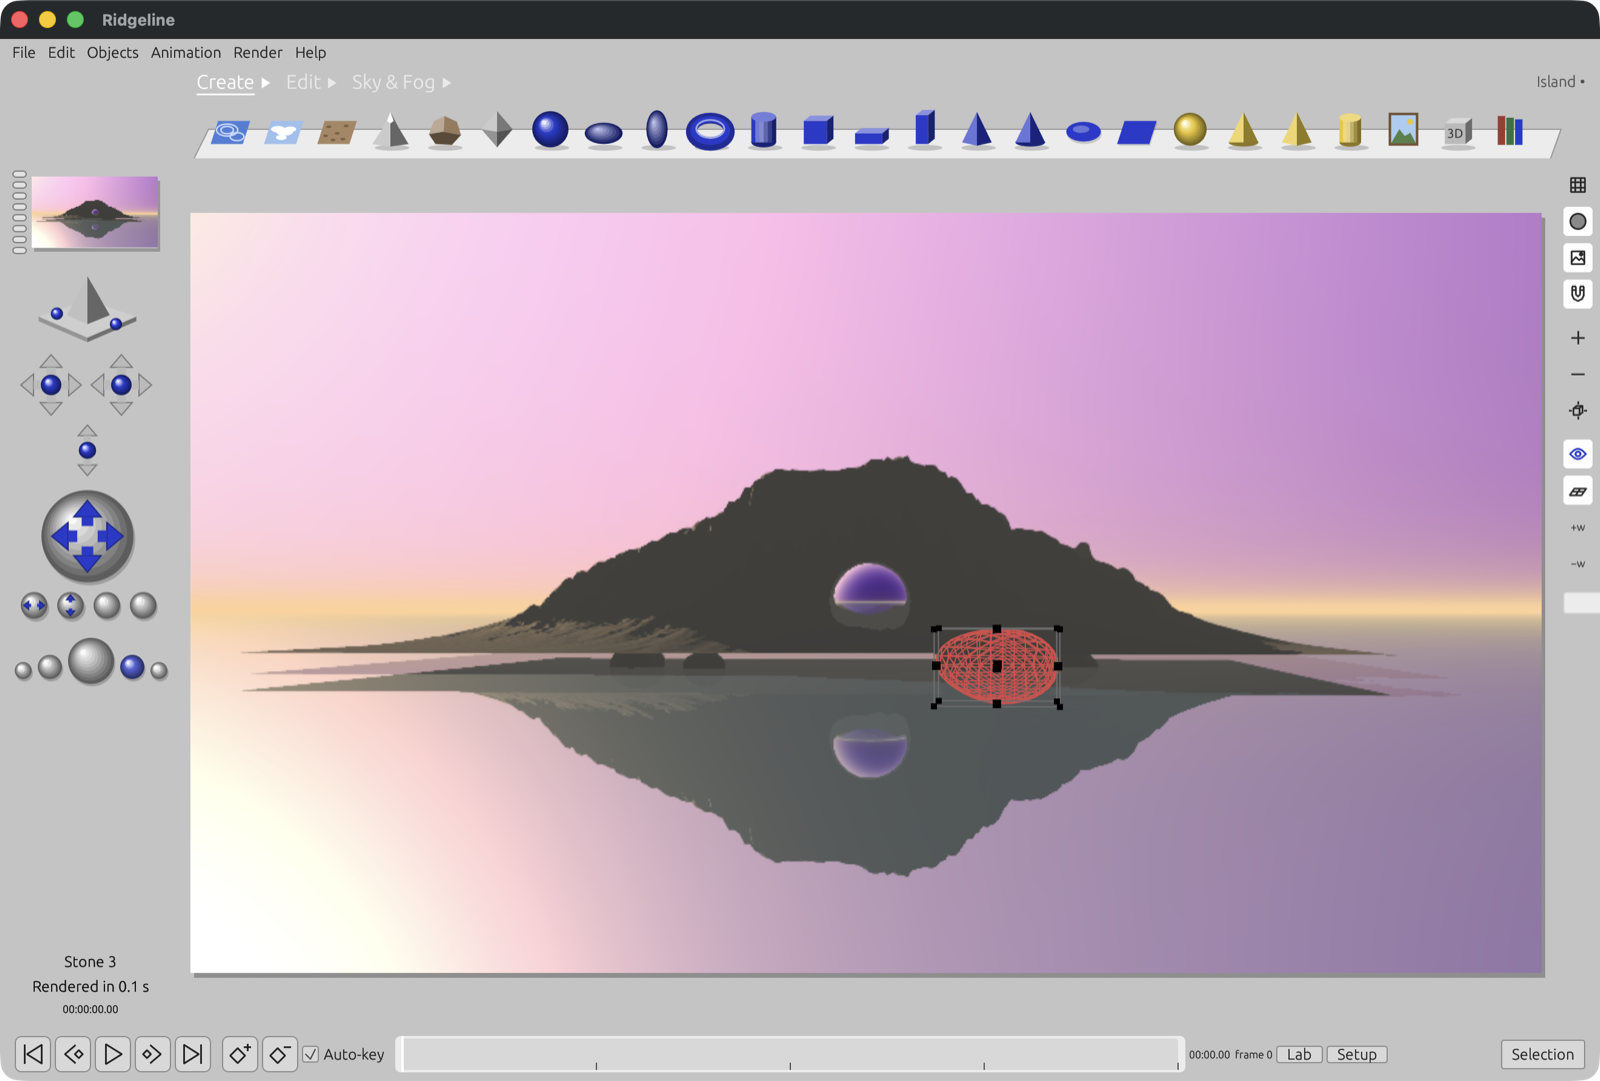 Ridgeline
File Edit Objects Animation Render Help
Create Edit Sky & Fog
Island •
3D
+w
−w
Stone 3
Rendered in 0.1 s
00:00:00.00
Auto-key
00:00.00 frame 0 Lab Setup
Selection